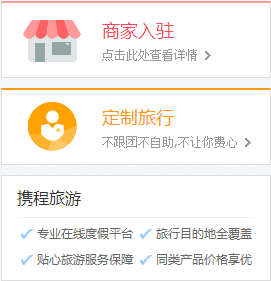 商家入驻
点击此处查看详情
定制旅行
不跟团不自助,不让你费心
携程旅游
专业在线度假平台 旅行目的地全覆盖
贴心旅游服务保障 同类产品价格享优